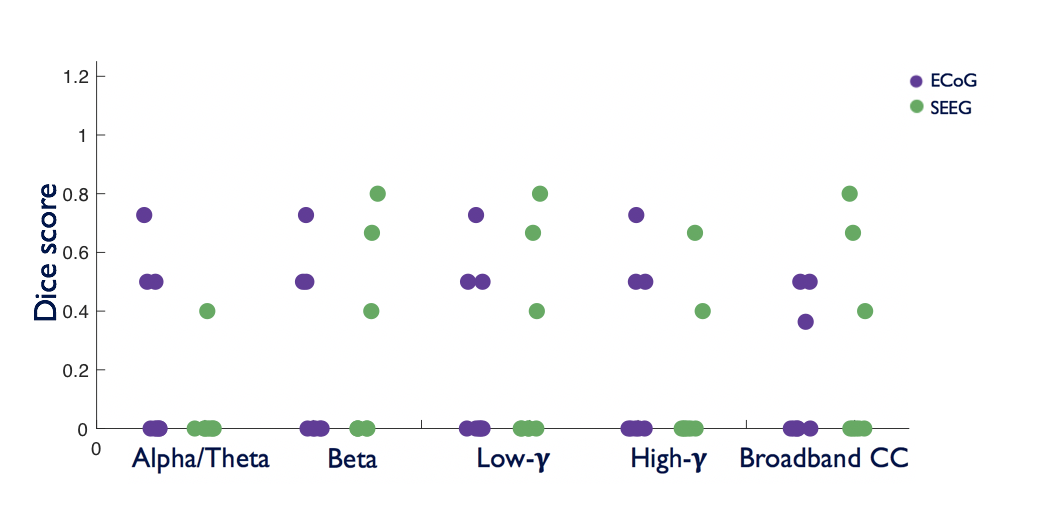 ECoG
SEEG
Dice score
1.2
1
0.8
0.6
0.4
0.2
0
0
Alpha/Theta
Beta
Low-γ
High-γ
Broadband CC